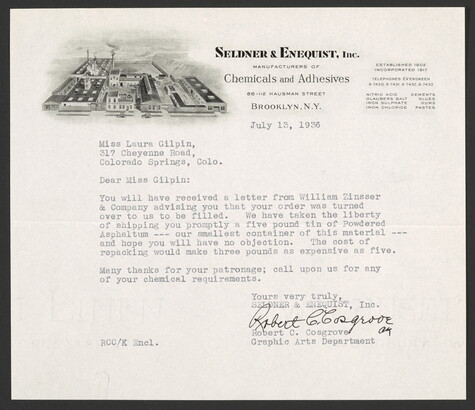 SELDNER & ENEQUIST, INC.
MANUFACTURERS OF
Chemicals and Adhesives
86-112 HAUSMAN STREET
BROOKLYN, N.Y.
ESTABLISHED 1902
INCORPORATED 1917
TELEPHONES EVERGREEN
NITRIC ACID CEMENTS
GLAUBERS SALT GLUES
IRON SULPHATE GUMS
IRON CHLORIDE PASTES
July 13, 1936
Miss Laura Gilpin,
317 Cheyenne Road,
Colorado Springs, Colo.
Dear Miss Gilpin:
You will have received a letter from William Zinsser
& Company advising you that your order was turned
over to us to be filled. We have taken the liberty
of shipping you promptly a five pound tin of Powdered
Asphaltum --- our smallest container of this material ---
and hope you will have no objection. The cost of
repacking would make three pounds as expensive as five.
Many thanks for your patronage; call upon us for any
of your chemical requirements.
Yours very truly,
SELDNER & ENEQUIST, Inc.
Robert C. Cosgrove
Robert C. Cosgrove
RCC/K Encl. Graphic Arts Department